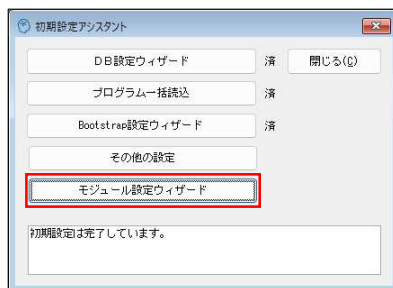 初期設定アシスタント
DB設定ウィザード 済 閉じる(C)
プログラム一括読込 済
Bootstrap設定ウィザード 済
その他の設定
モジュール設定ウィザード
初期設定は完了しています。